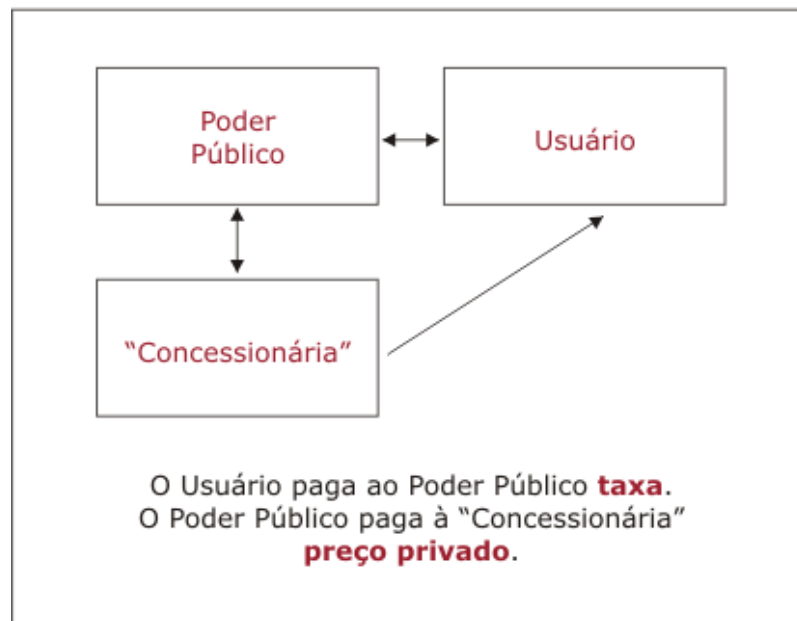 Poder
Público
Usuário
“Concessionária”
O Usuário paga ao Poder Público taxa.
O Poder Público paga à “Concessionária”
preço privado.